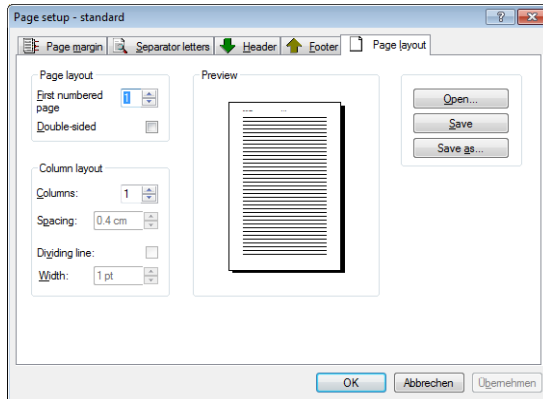 Page setup - standard
Page margin
Separator letters
Header
Footer
Page layout
Page layout
First numbered
page
1
Double-sided
Column layout
Columns:
1
Spacing:
0.4 cm
Dividing line:
Width:
1 pt
Preview
Open...
Save
Save as...
OK
Abbrechen
Übernehmen